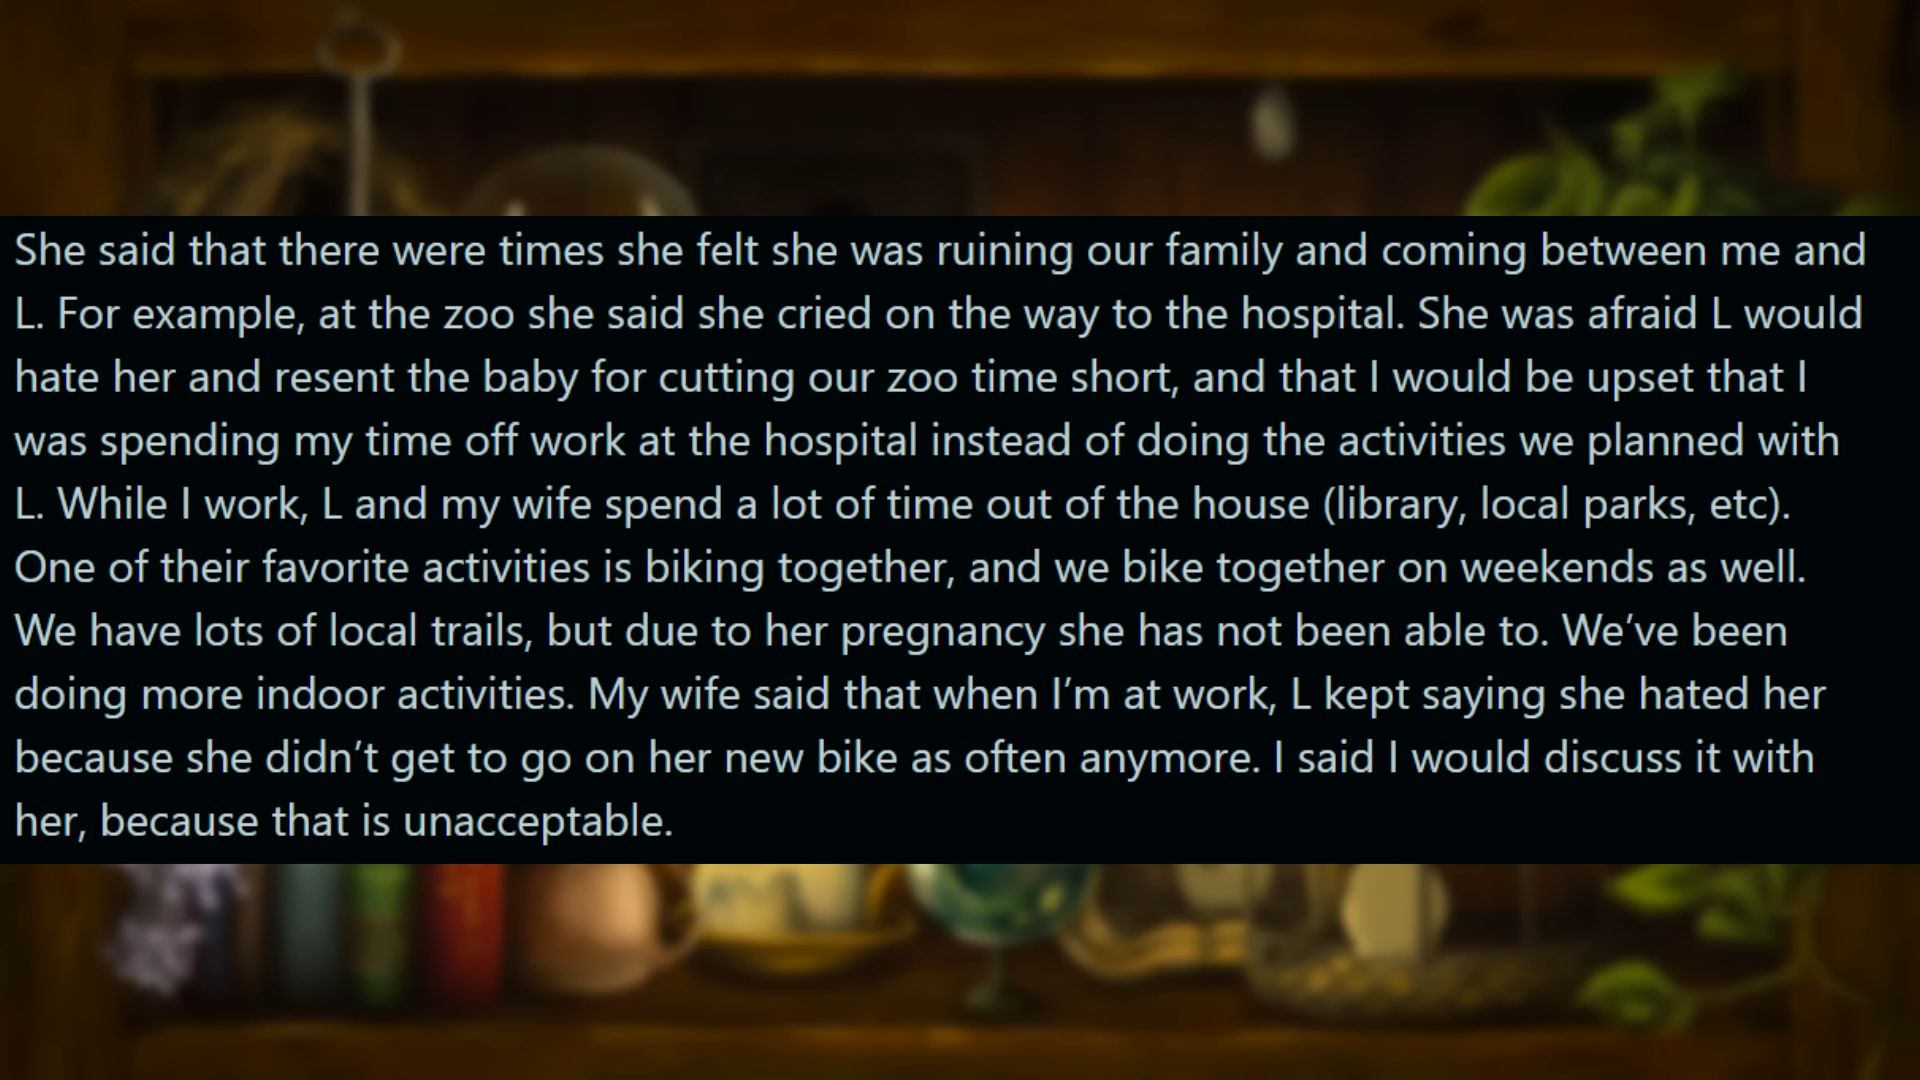 She said that there were times she felt she was ruining our family and coming between me and
L. For example, at the zoo she said she cried on the way to the hospital. She was afraid L would
hate her and resent the baby for cutting our zoo time short, and that I would be upset that I
was spending my time off work at the hospital instead of doing the activities we planned with
L. While I work, L and my wife spend a lot of time out of the house (library, local parks, etc).
One of their favorite activities is biking together, and we bike together on weekends as well.
We have lots of local trails, but due to her pregnancy she has not been able to. We’ve been
doing more indoor activities. My wife said that when I’m at work, L kept saying she hated her
because she didn’t get to go on her new bike as often anymore. I said I would discuss it with
her, because that is unacceptable.